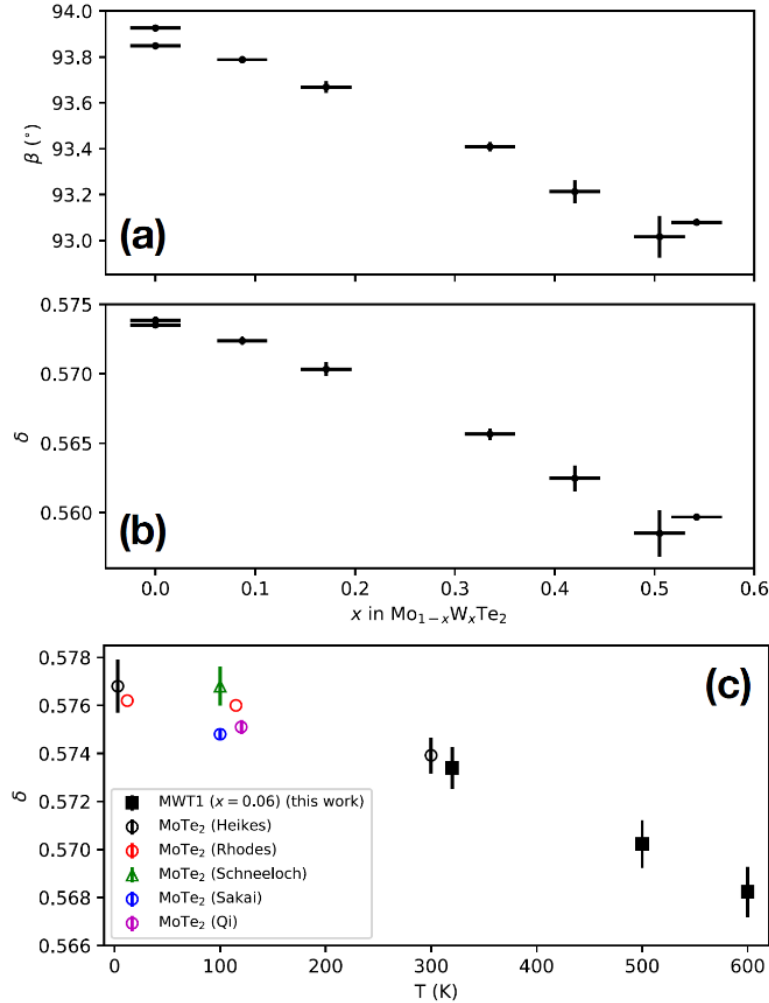 94.0
93.8
93.6
93.4
93.2
93.0
β (°)
(a)
0.575
0.570
0.565
0.560
δ
(b)
0.0 0.1 0.2 0.3 0.4 0.5 0.6
x in Mo₁₋ₓWₓTe₂
0.578
0.576
0.574
0.572
0.570
0.568
0.566
δ
(c)
MWT1 (x = 0.06) (this work)
MoTe₂ (Heikes)
MoTe₂ (Rhodes)
MoTe₂ (Schneeloch)
MoTe₂ (Sakai)
MoTe₂ (Qi)
0 100 200 300 400 500 600
T (K)